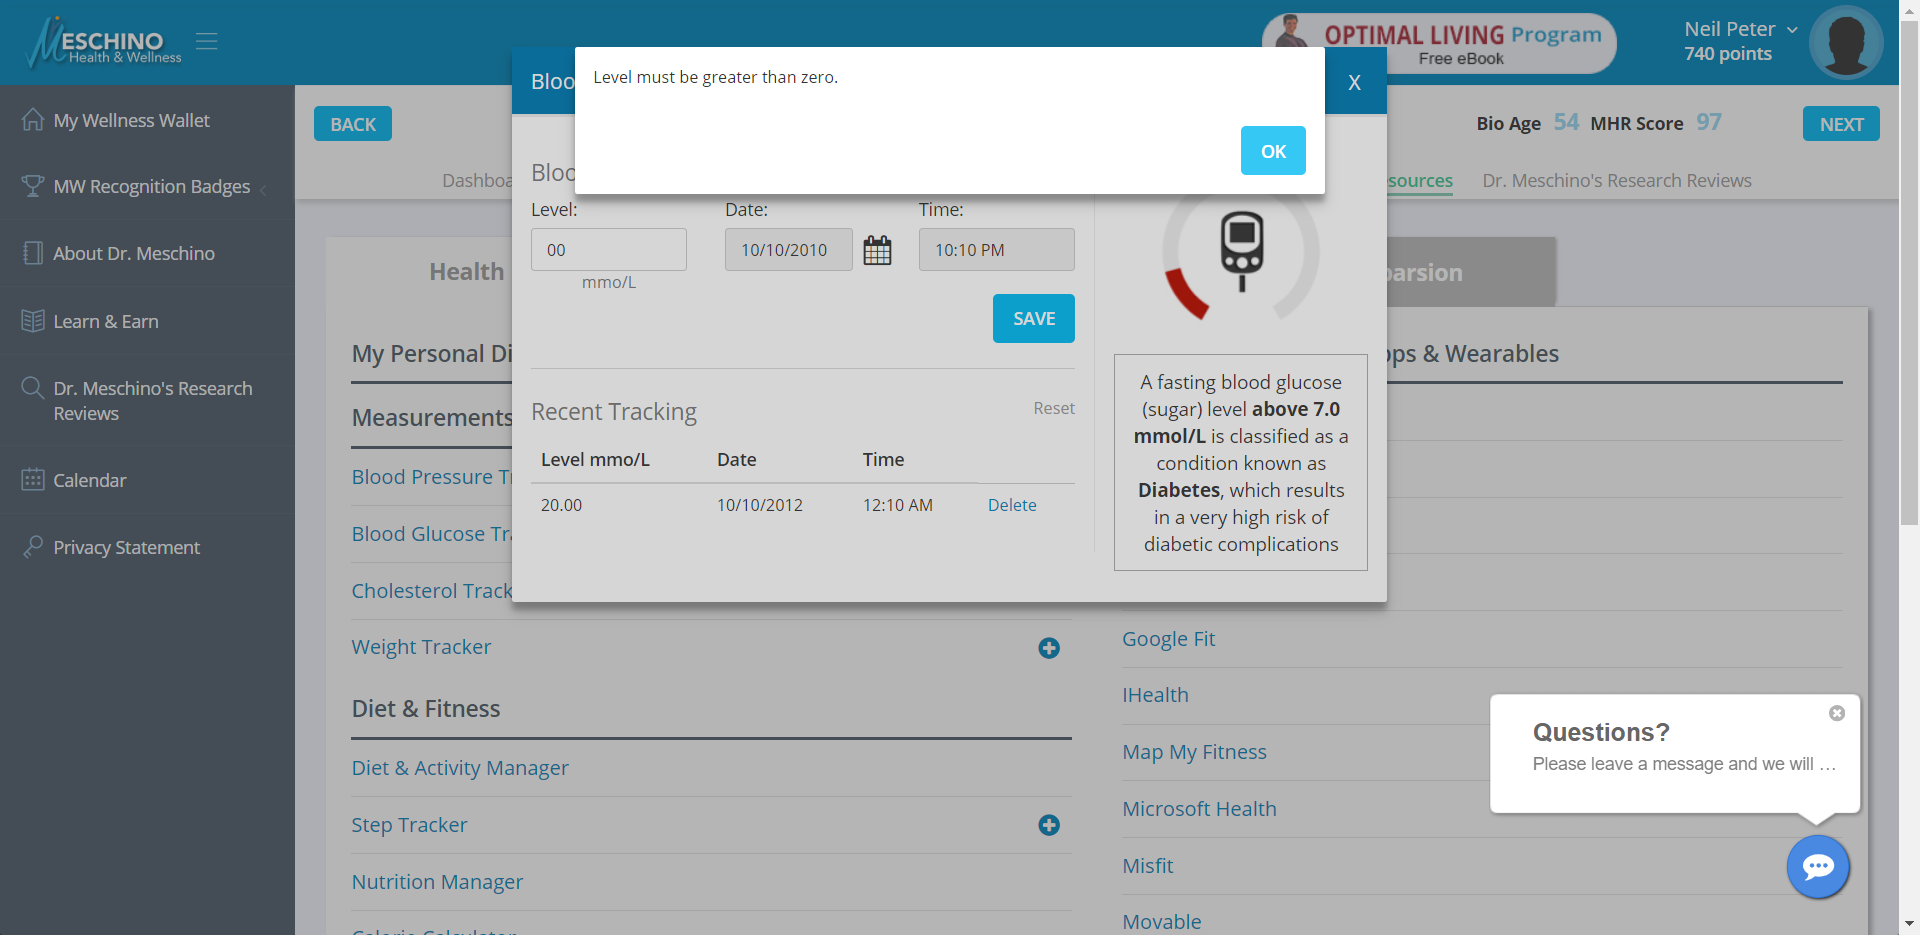 MESCHINO
Health & Wellness
OPTIMAL LIVING Program
Free eBook
Neil Peter
740 points
My Wellness Wallet
MW Recognition Badges
About Dr. Meschino
Learn & Earn
Dr. Meschino's Research
Reviews
Calendar
Privacy Statement
BACK
Bio Age 54 MHR Score 97
NEXT
Dashboa
sources
Dr. Meschino's Research Reviews
Bloo
X
Level must be greater than zero.
OK
Bloo
Level:
Date:
Time:
00
10/10/2010
10:10 PM
mmo/L
SAVE
Recent Tracking
Reset
Level mmo/L Date Time
20.00 10/10/2012 12:10 AM Delete
A fasting blood glucose
(sugar) level above 7.0
mmol/L is classified as a
condition known as
Diabetes, which results
in a very high risk of
diabetic complications
Health
parsion
My Personal Di
Measurements
Blood Pressure T
Blood Glucose Tra
Cholesterol Track
Weight Tracker
Diet & Fitness
Diet & Activity Manager
Step Tracker
Nutrition Manager
Calorie Calculator
pps & Wearables
Google Fit
IHealth
Map My Fitness
Microsoft Health
Misfit
Movable
Questions?
Please leave a message and we will ...